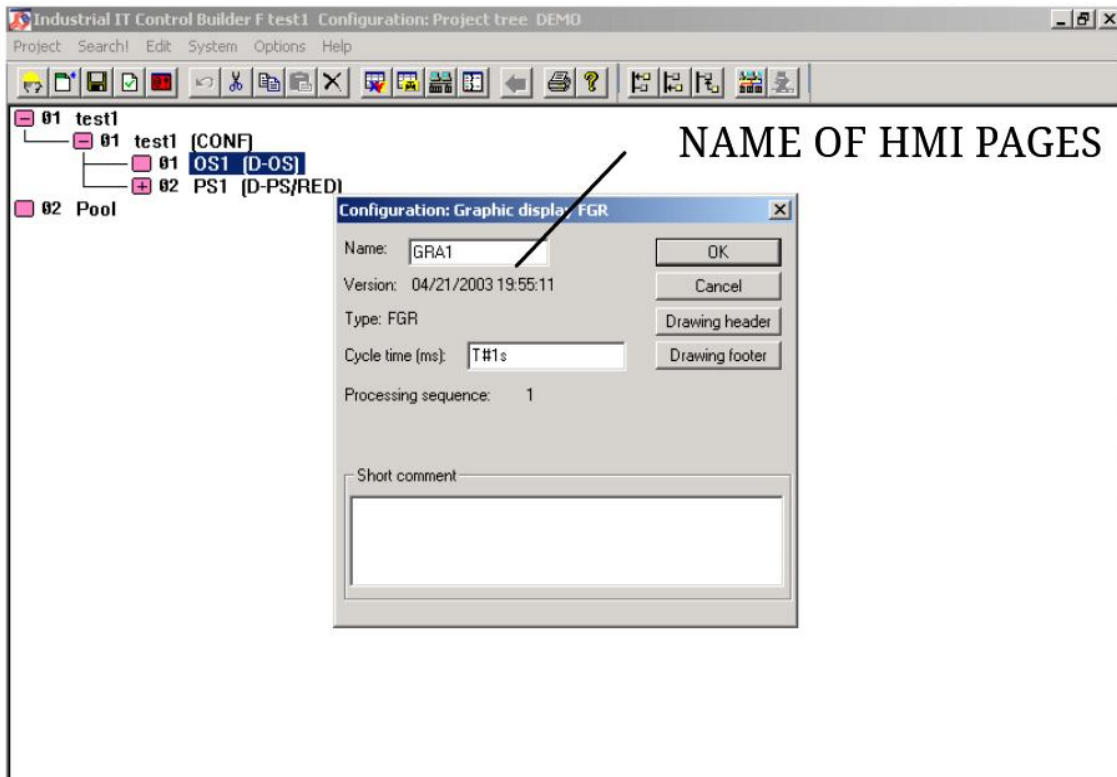 Industrial IT Control Builder F test1 Configuration: Project tree DEMO
Project Search! Edit System Options Help
01 test1
01 test1 (CONF)
01 OS1 (D-OS)
02 PS1 (D-PS/RED)
02 Pool
NAME OF HMI PAGES
Configuration: Graphic display FGR
Name: GRA1
OK
Version: 04/21/2003 19:55:11
Cancel
Type: FGR
Drawing header
Cycle time (ms): T#1s
Drawing footer
Processing sequence: 1
Short comment